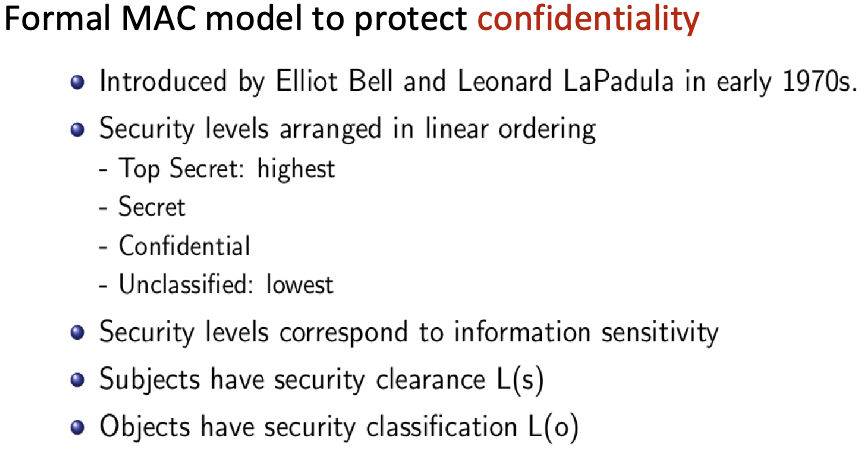 Formal MAC model to protect confidentiality
Introduced by Elliot Bell and Leonard LaPadula in early 1970s.
Security levels arranged in linear ordering
- Top Secret: highest
- Secret
- Confidential
- Unclassified: lowest
Security levels correspond to information sensitivity
Subjects have security clearance L(s)
Objects have security classification L(o)